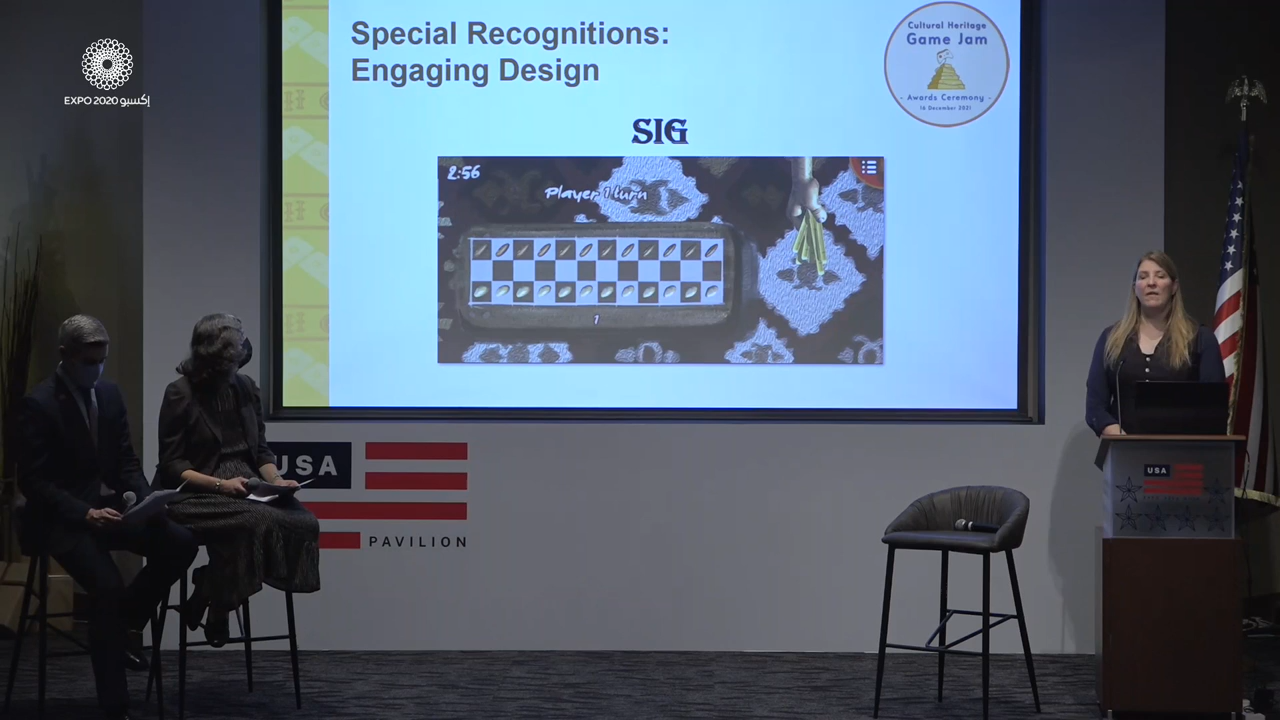 EXPO 2020 إكسبو
Special Recognitions:
Engaging Design
Cultural Heritage
Game Jam
- Awards Ceremony -
16 December 2021
SIG
2:56
Player 1 turn
1
USA
PAVILION
USA